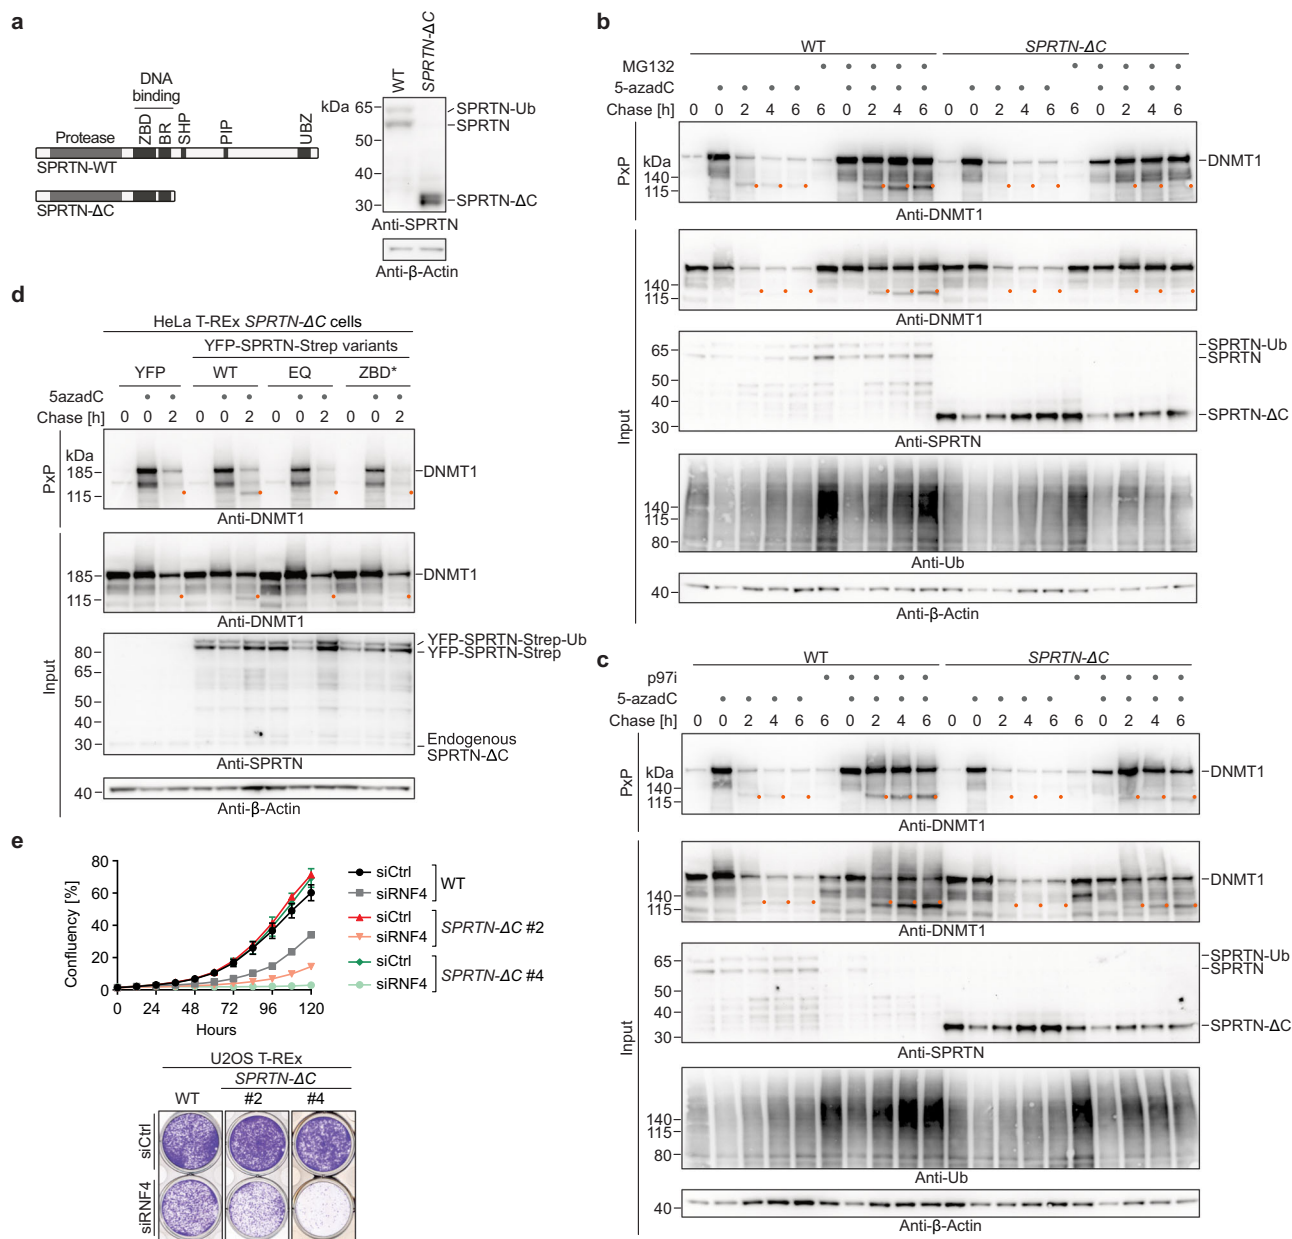 a
DNA
binding
Protease
ZBD
BR
SHP
PIP
UBZ
SPRTN-WT
SPRTN-ΔC
WT
SPRTN-ΔC
kDa
65
50
40
30
SPRTN-Ub
SPRTN
SPRTN-ΔC
Anti-SPRTN
Anti-β-Actin
b
WT SPRTN-ΔC
MG132
5-azadC
Chase [h] 0 0 2 4 6 6 0 2 4 6 0 0 2 4 6 6 0 2 4 6
PxP
kDa
140
115
DNMT1
Anti-DNMT1
Input
140
115
DNMT1
Anti-DNMT1
65
50
40
30
SPRTN-Ub
SPRTN
SPRTN-ΔC
Anti-SPRTN
140
115
80
Anti-Ub
40
Anti-β-Actin
c
WT SPRTN-ΔC
p97i
5-azadC
Chase [h] 0 0 2 4 6 6 0 2 4 6 0 0 2 4 6 6 0 2 4 6
PxP
kDa
140
115
DNMT1
Anti-DNMT1
Input
140
115
DNMT1
Anti-DNMT1
65
50
40
30
SPRTN-Ub
SPRTN
SPRTN-ΔC
Anti-SPRTN
140
115
80
Anti-Ub
40
Anti-β-Actin
d
HeLa T-REx SPRTN-ΔC cells
YFP-SPRTN-Strep variants
YFP WT EQ ZBD*
5azadC
Chase [h] 0 0 2 0 0 2 0 0 2 0 0 2
PxP
kDa
185
115
DNMT1
Anti-DNMT1
Input
185
115
DNMT1
Anti-DNMT1
80
65
50
40
30
YFP-SPRTN-Strep-Ub
YFP-SPRTN-Strep
Endogenous
SPRTN-ΔC
Anti-SPRTN
40
Anti-β-Actin
e
Confluency [%]
80
60
40
20
0
0 24 48 72 96 120
Hours
siCtrl
siRNF4
WT
siCtrl
siRNF4
SPRTN-ΔC #2
siCtrl
siRNF4
SPRTN-ΔC #4
U2OS T-REx
SPRTN-ΔC
WT #2 #4
siCtrl
siRNF4